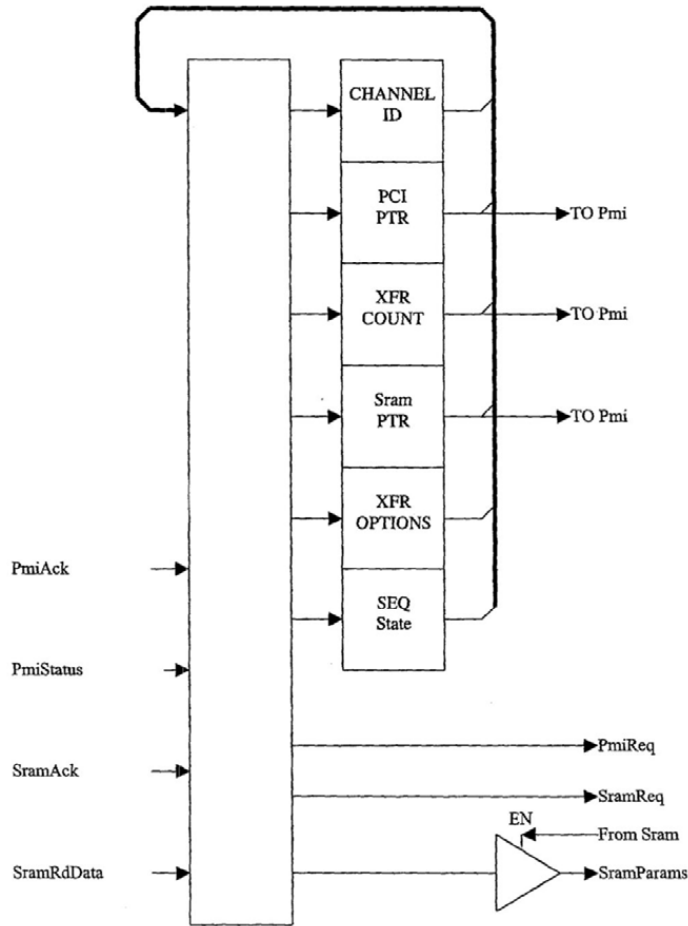 CHANNEL
ID
PCI
PTR
TO Pmi
XFR
COUNT
TO Pmi
Sram
PTR
TO Pmi
XFR
OPTIONS
PmiAck
SEQ
State
PmiStatus
PmiReq
SramAck
SramReq
EN
From Sram
SramRdData
SramParams